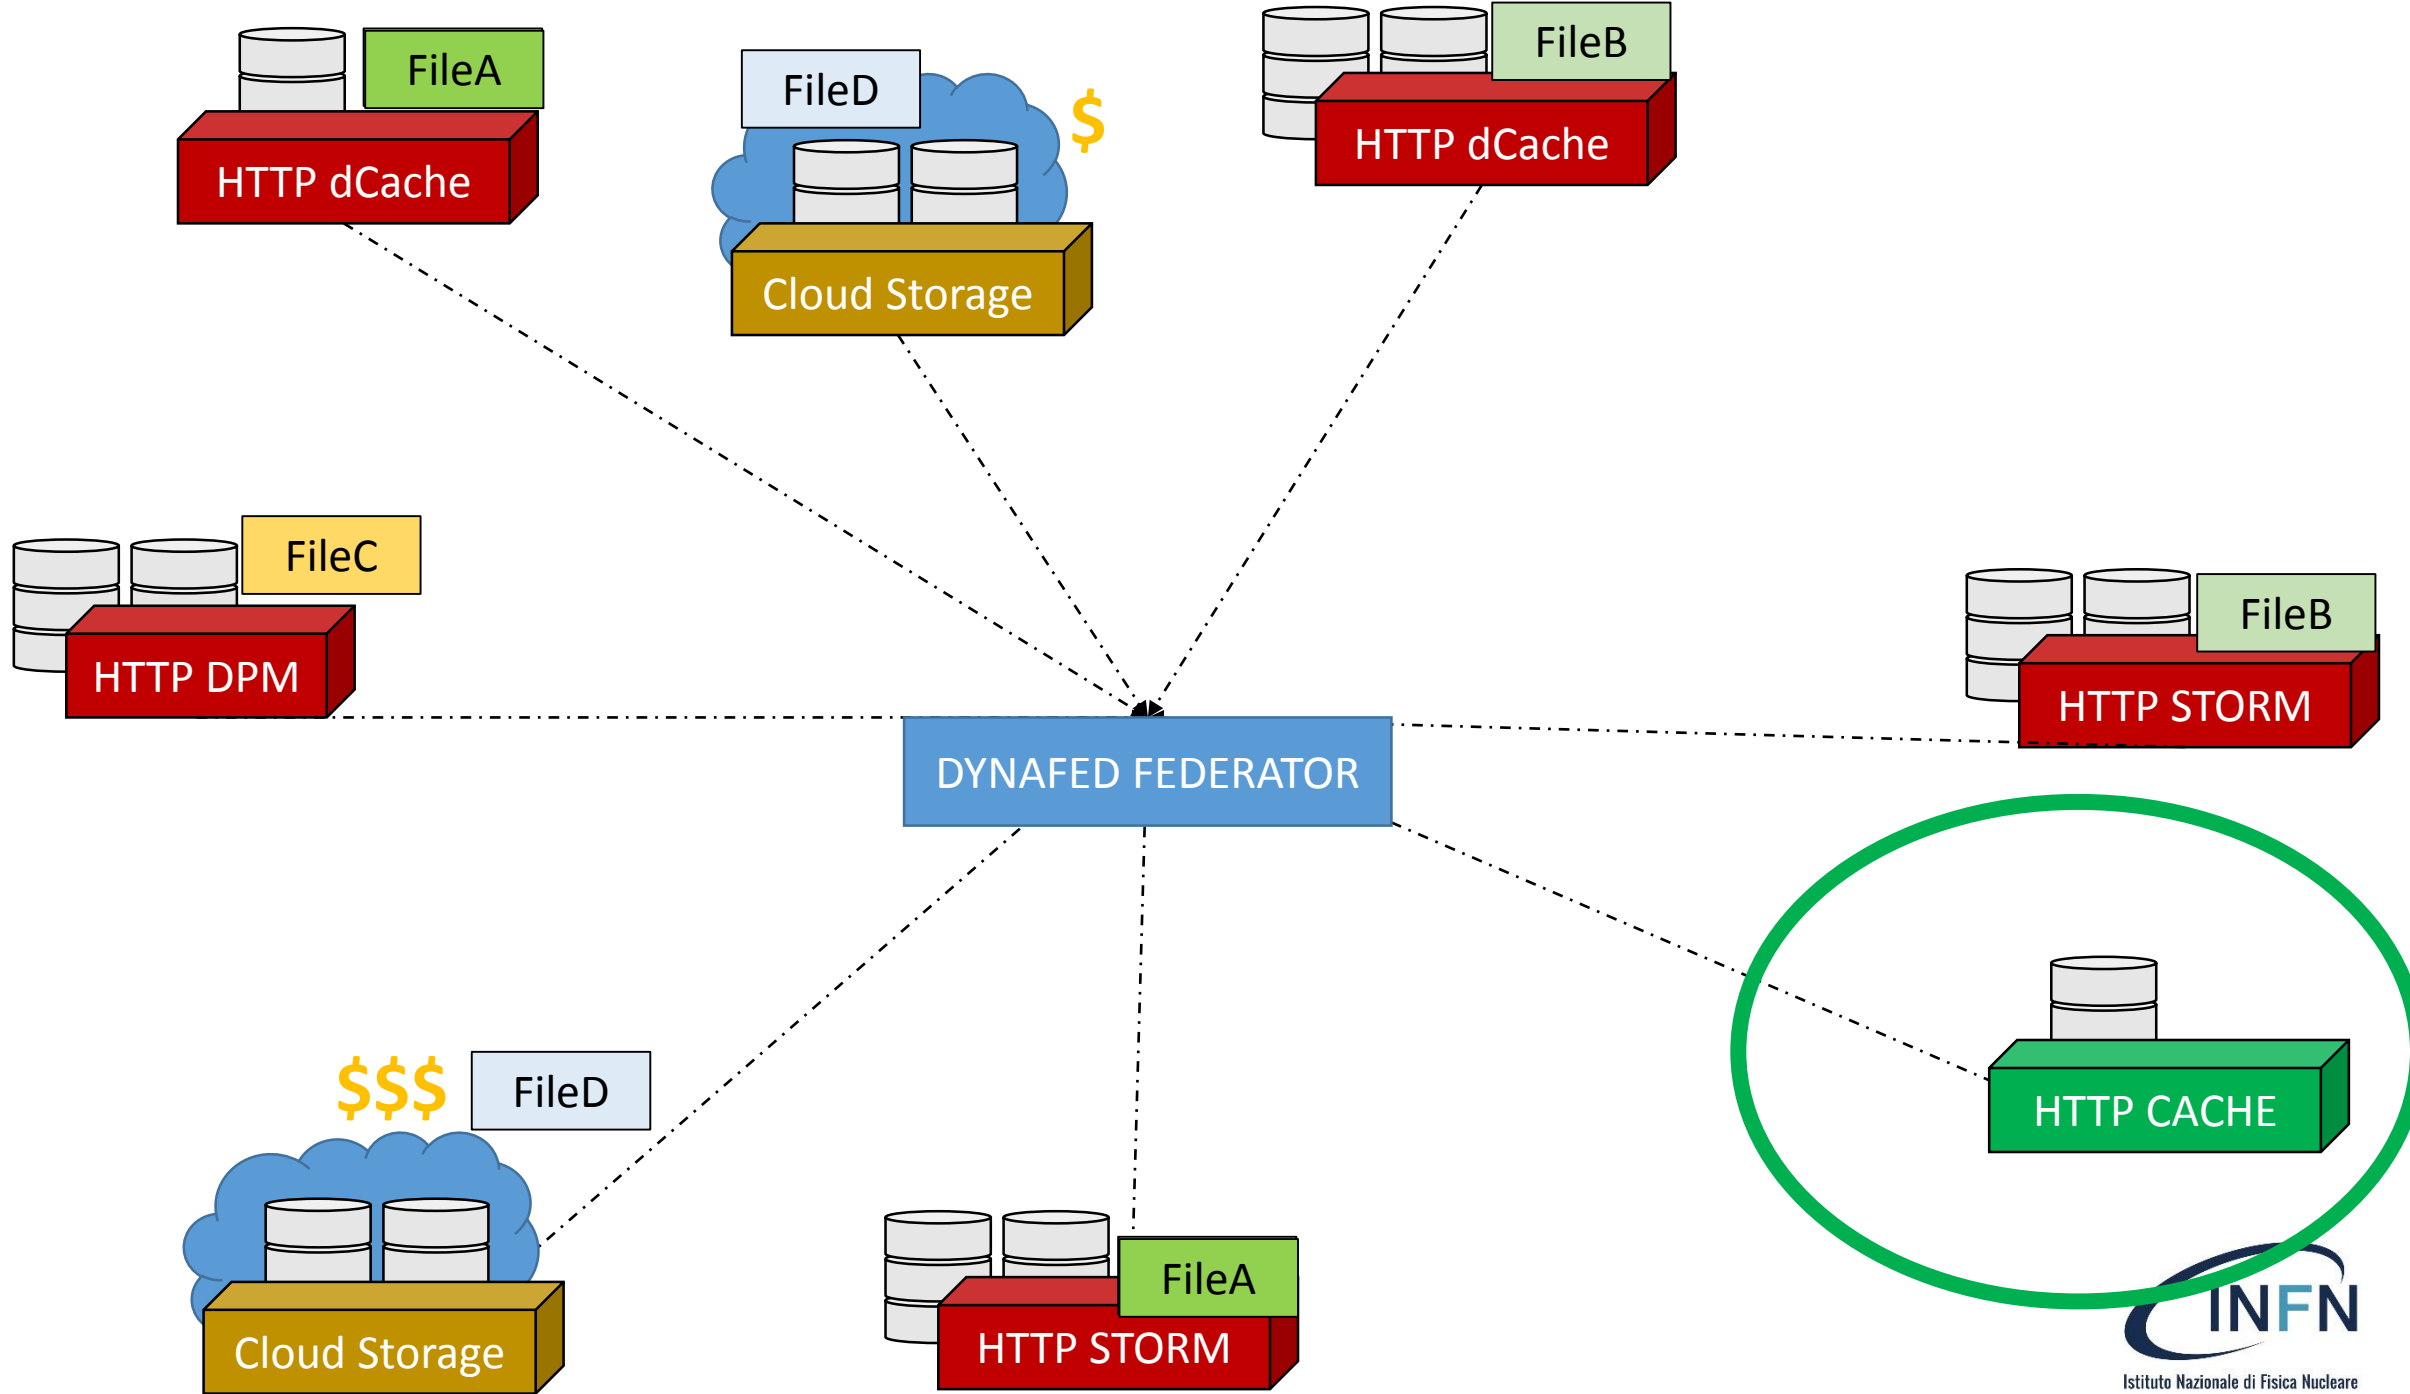 FileB
FileA
FileD
$
HTTP dCache
HTTP dCache
Cloud Storage
FileC
FileB
HTTP DPM
HTTP STORM
DYNAFED FEDERATOR
$$$
FileD
HTTP CACHE
FileA
INFN
Cloud Storage
HTTP STORM
Istituto Nazionale di Fisica Nucleare